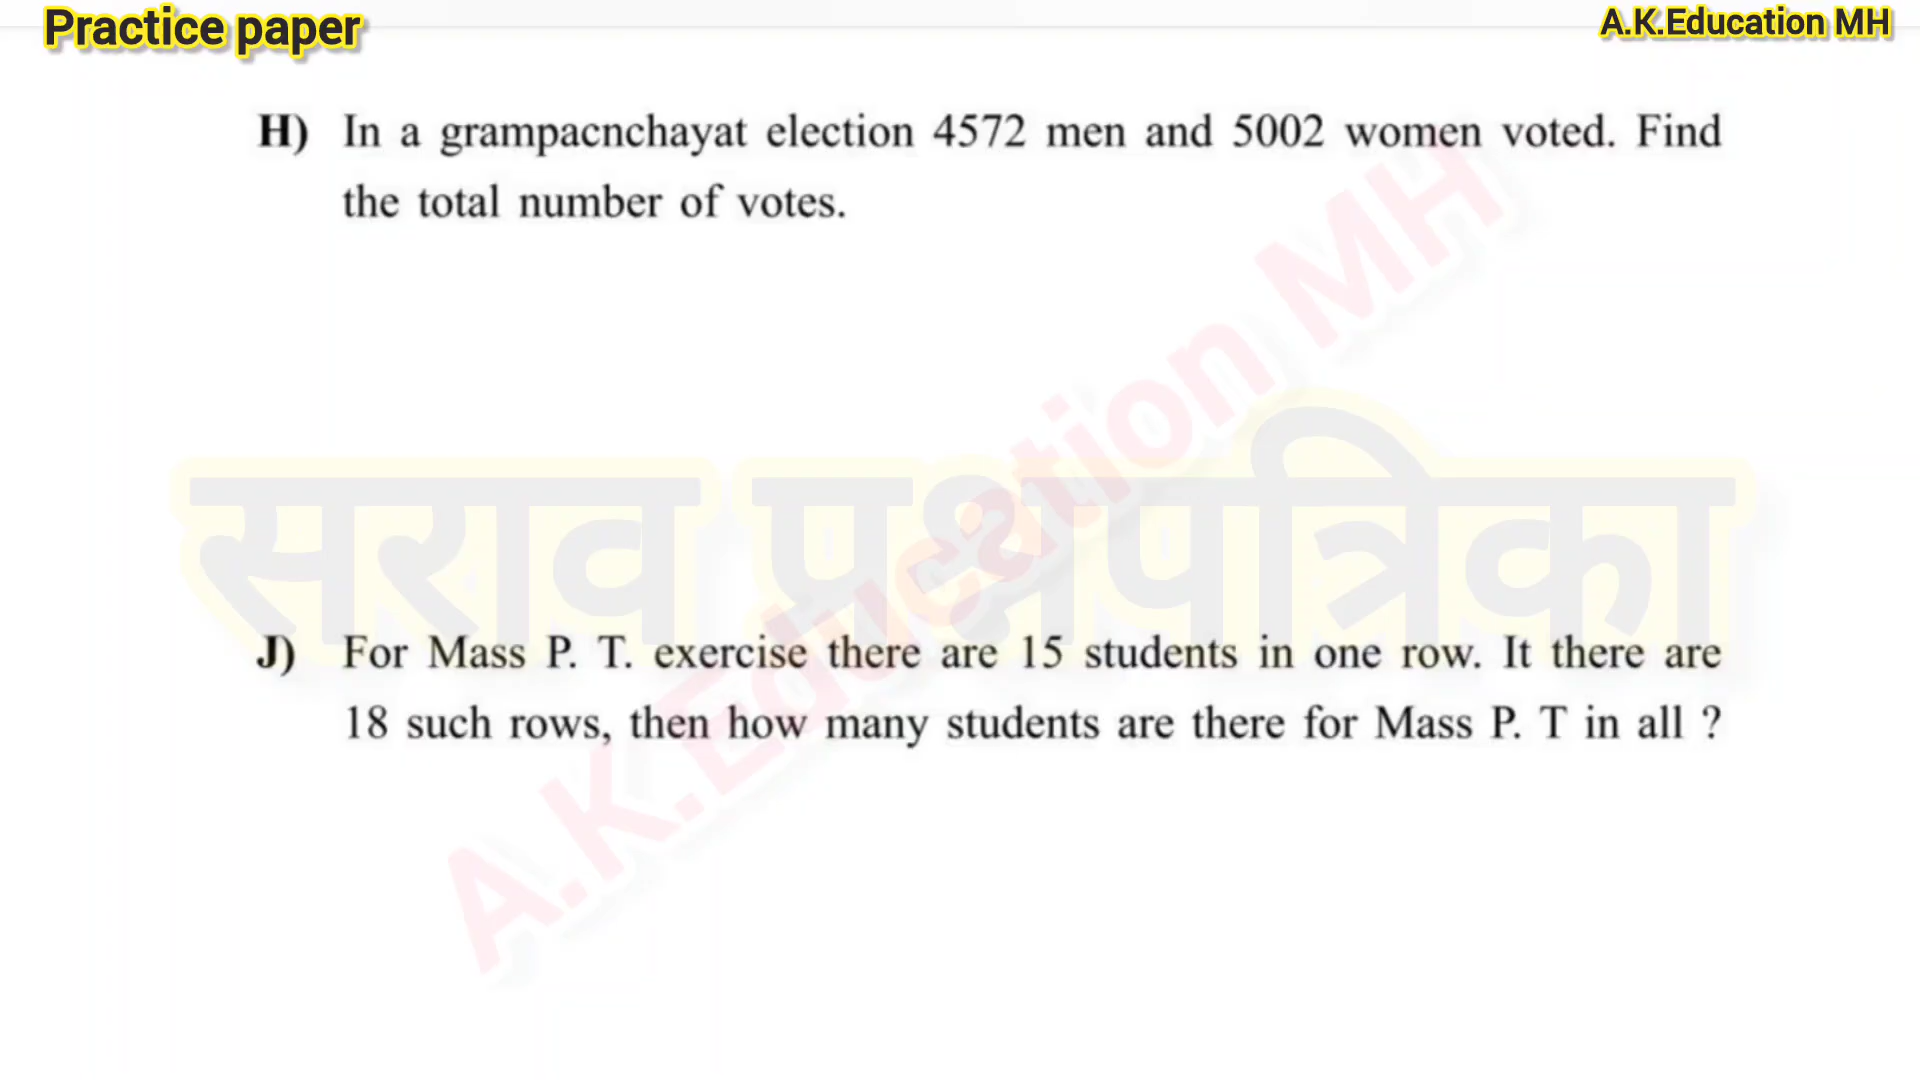 Practice paper
A.K.Education MH
H) In a grampacnchayat election 4572 men and 5002 women voted. Find
the total number of votes.
सराव प्रश्नपत्रिका
A.K.Education MH
J) For Mass P. T. exercise there are 15 students in one row. It there are
18 such rows, then how many students are there for Mass P. T in all ?